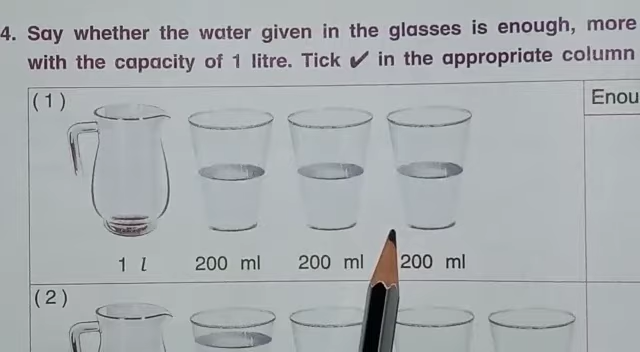 4. Say whether the water given in the glasses is enough, more
with the capacity of 1 litre. Tick ✔ in the appropriate column
(1)
Enou
1 l 200 ml 200 ml 200 ml
(2)